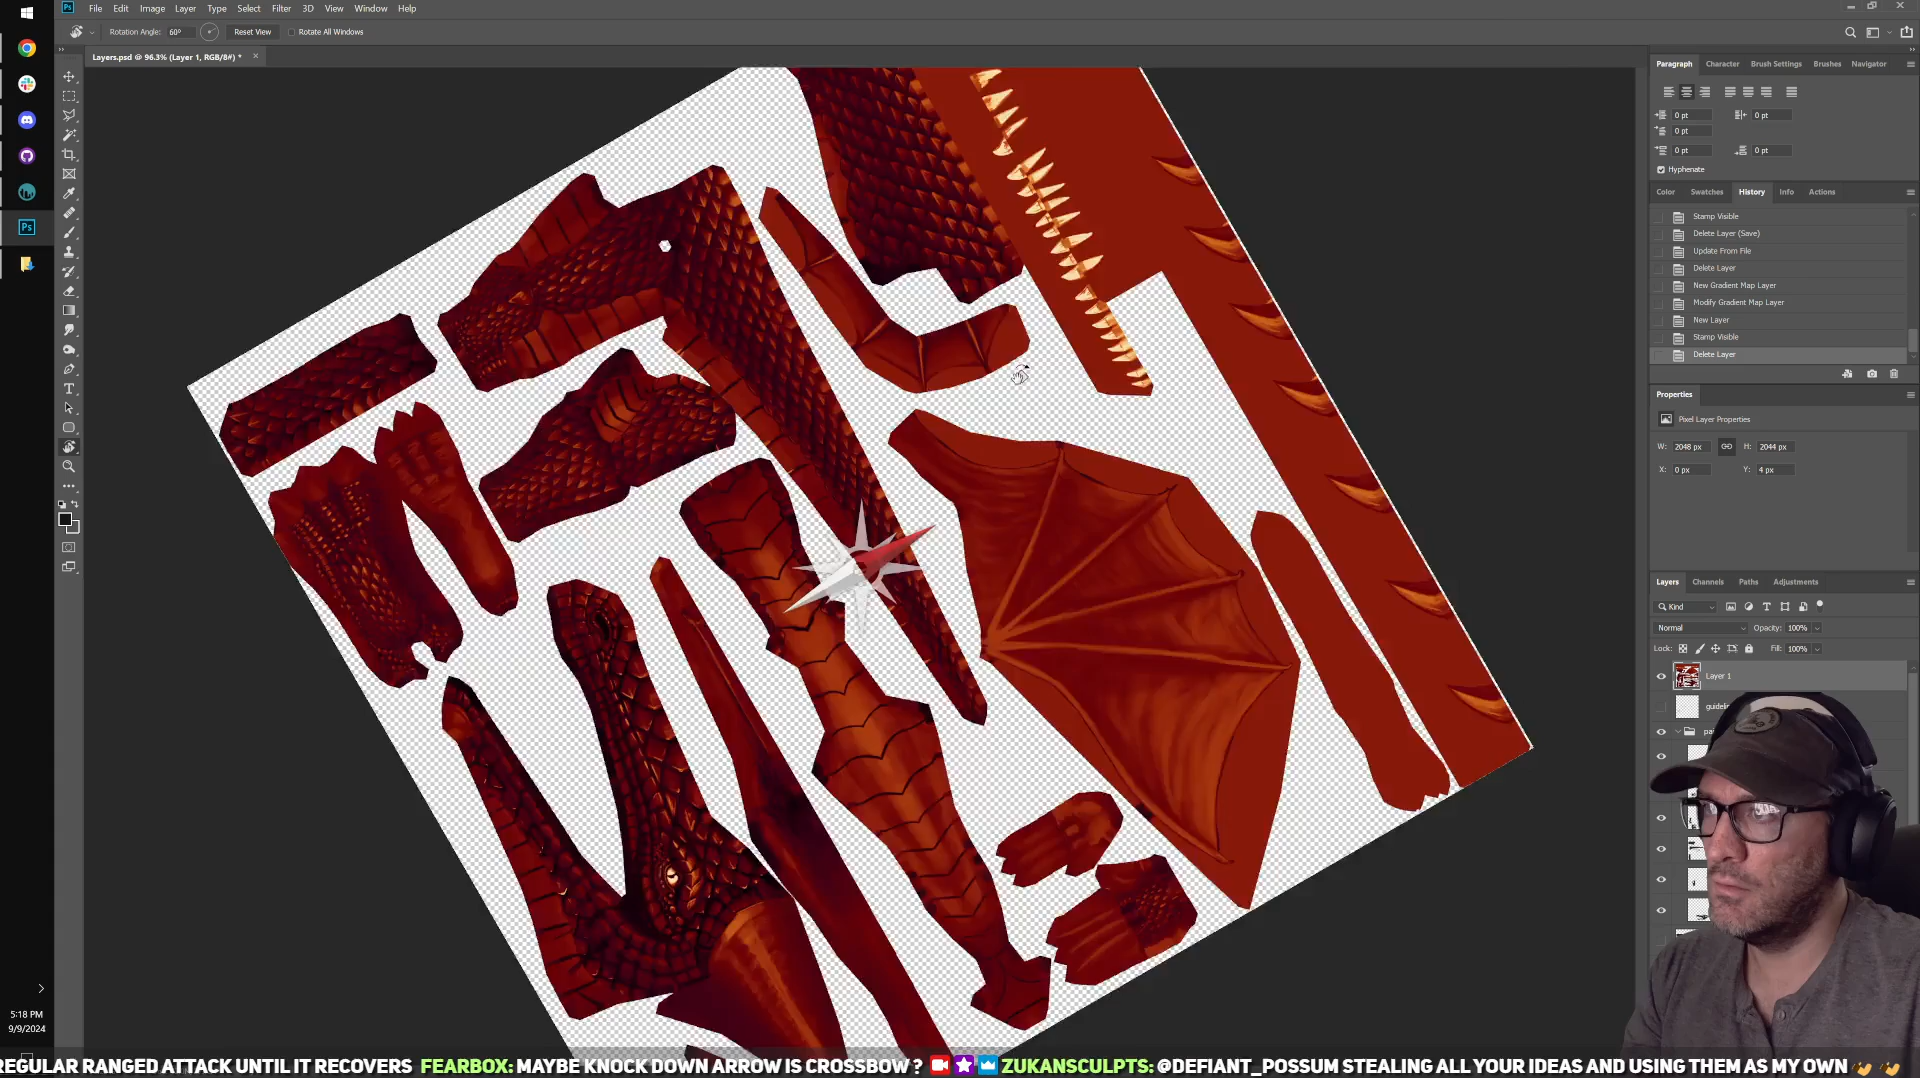 File Edit Image Layer Type Select Filter 3D View Window Help
Rotation Angle: 60° Reset View Rotate All Windows
Layers.psd @ 96.3% (Layer 1, RGB/8#) *
Paragraph Character Brush Settings Brushes Navigator
0 pt 0 pt
0 pt
0 pt 0 pt
Hyphenate
Color Swatches History Info Actions
Stamp Visible
Delete Layer (Save)
Update From File
Delete Layer
New Gradient Map Layer
Modify Gradient Map Layer
New Layer
Stamp Visible
Delete Layer
Properties
Pixel Layer Properties
W: 2048 px H: 2044 px
X: 0 px Y: 4 px
Layers Channels Paths Adjustments
Kind
Normal Opacity: 100%
Lock: Fill: 100%
Layer 1
5:18 PM
9/9/2024
REGULAR RANGED ATTACK UNTIL IT RECOVERS FEARBOX: MAYBE KNOCK DOWN ARROW IS CROSSBOW ? ZUKANSCULPTS: @DEFIANT_POSSUM STEALING ALL YOUR IDEAS AND USING THEM AS MY OWN